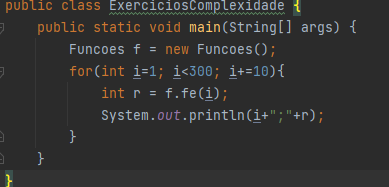 public class ExerciciosComplexidade {
public static void main(String[] args) {
Funcoes f = new Funcoes();
for(int i=1; i<300; i+=10){
int r = f.fe(i);
System.out.println(i+";"+r);
}
}
}